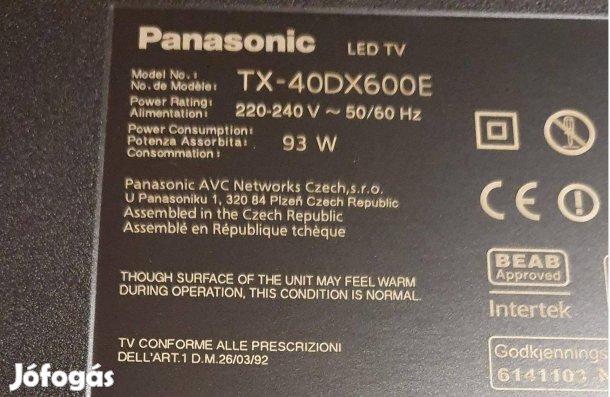 Panasonic LED TV
Model No. :
No. de Modèle:
TX-40DX600E
Power Rating:
Alimentation:
220-240 V ~ 50/60 Hz
Power Consumption:
Potenza Assorbita:
Consommation:
93 W
Panasonic AVC Networks Czech,s.r.o.
U Panasoniku 1, 320 84 Plzeň Czech Republic
Assembled in the Czech Republic
Assemblé en République tchèque
CE
THOUGH SURFACE OF THE UNIT MAY FEEL WARM
DURING OPERATION, THIS CONDITION IS NORMAL.
BEAB
Approved
Intertek
TV CONFORME ALLE PRESCRIZIONI
DELL'ART.1 D.M.26/03/92
Godkjennings
6141103
Jófogás